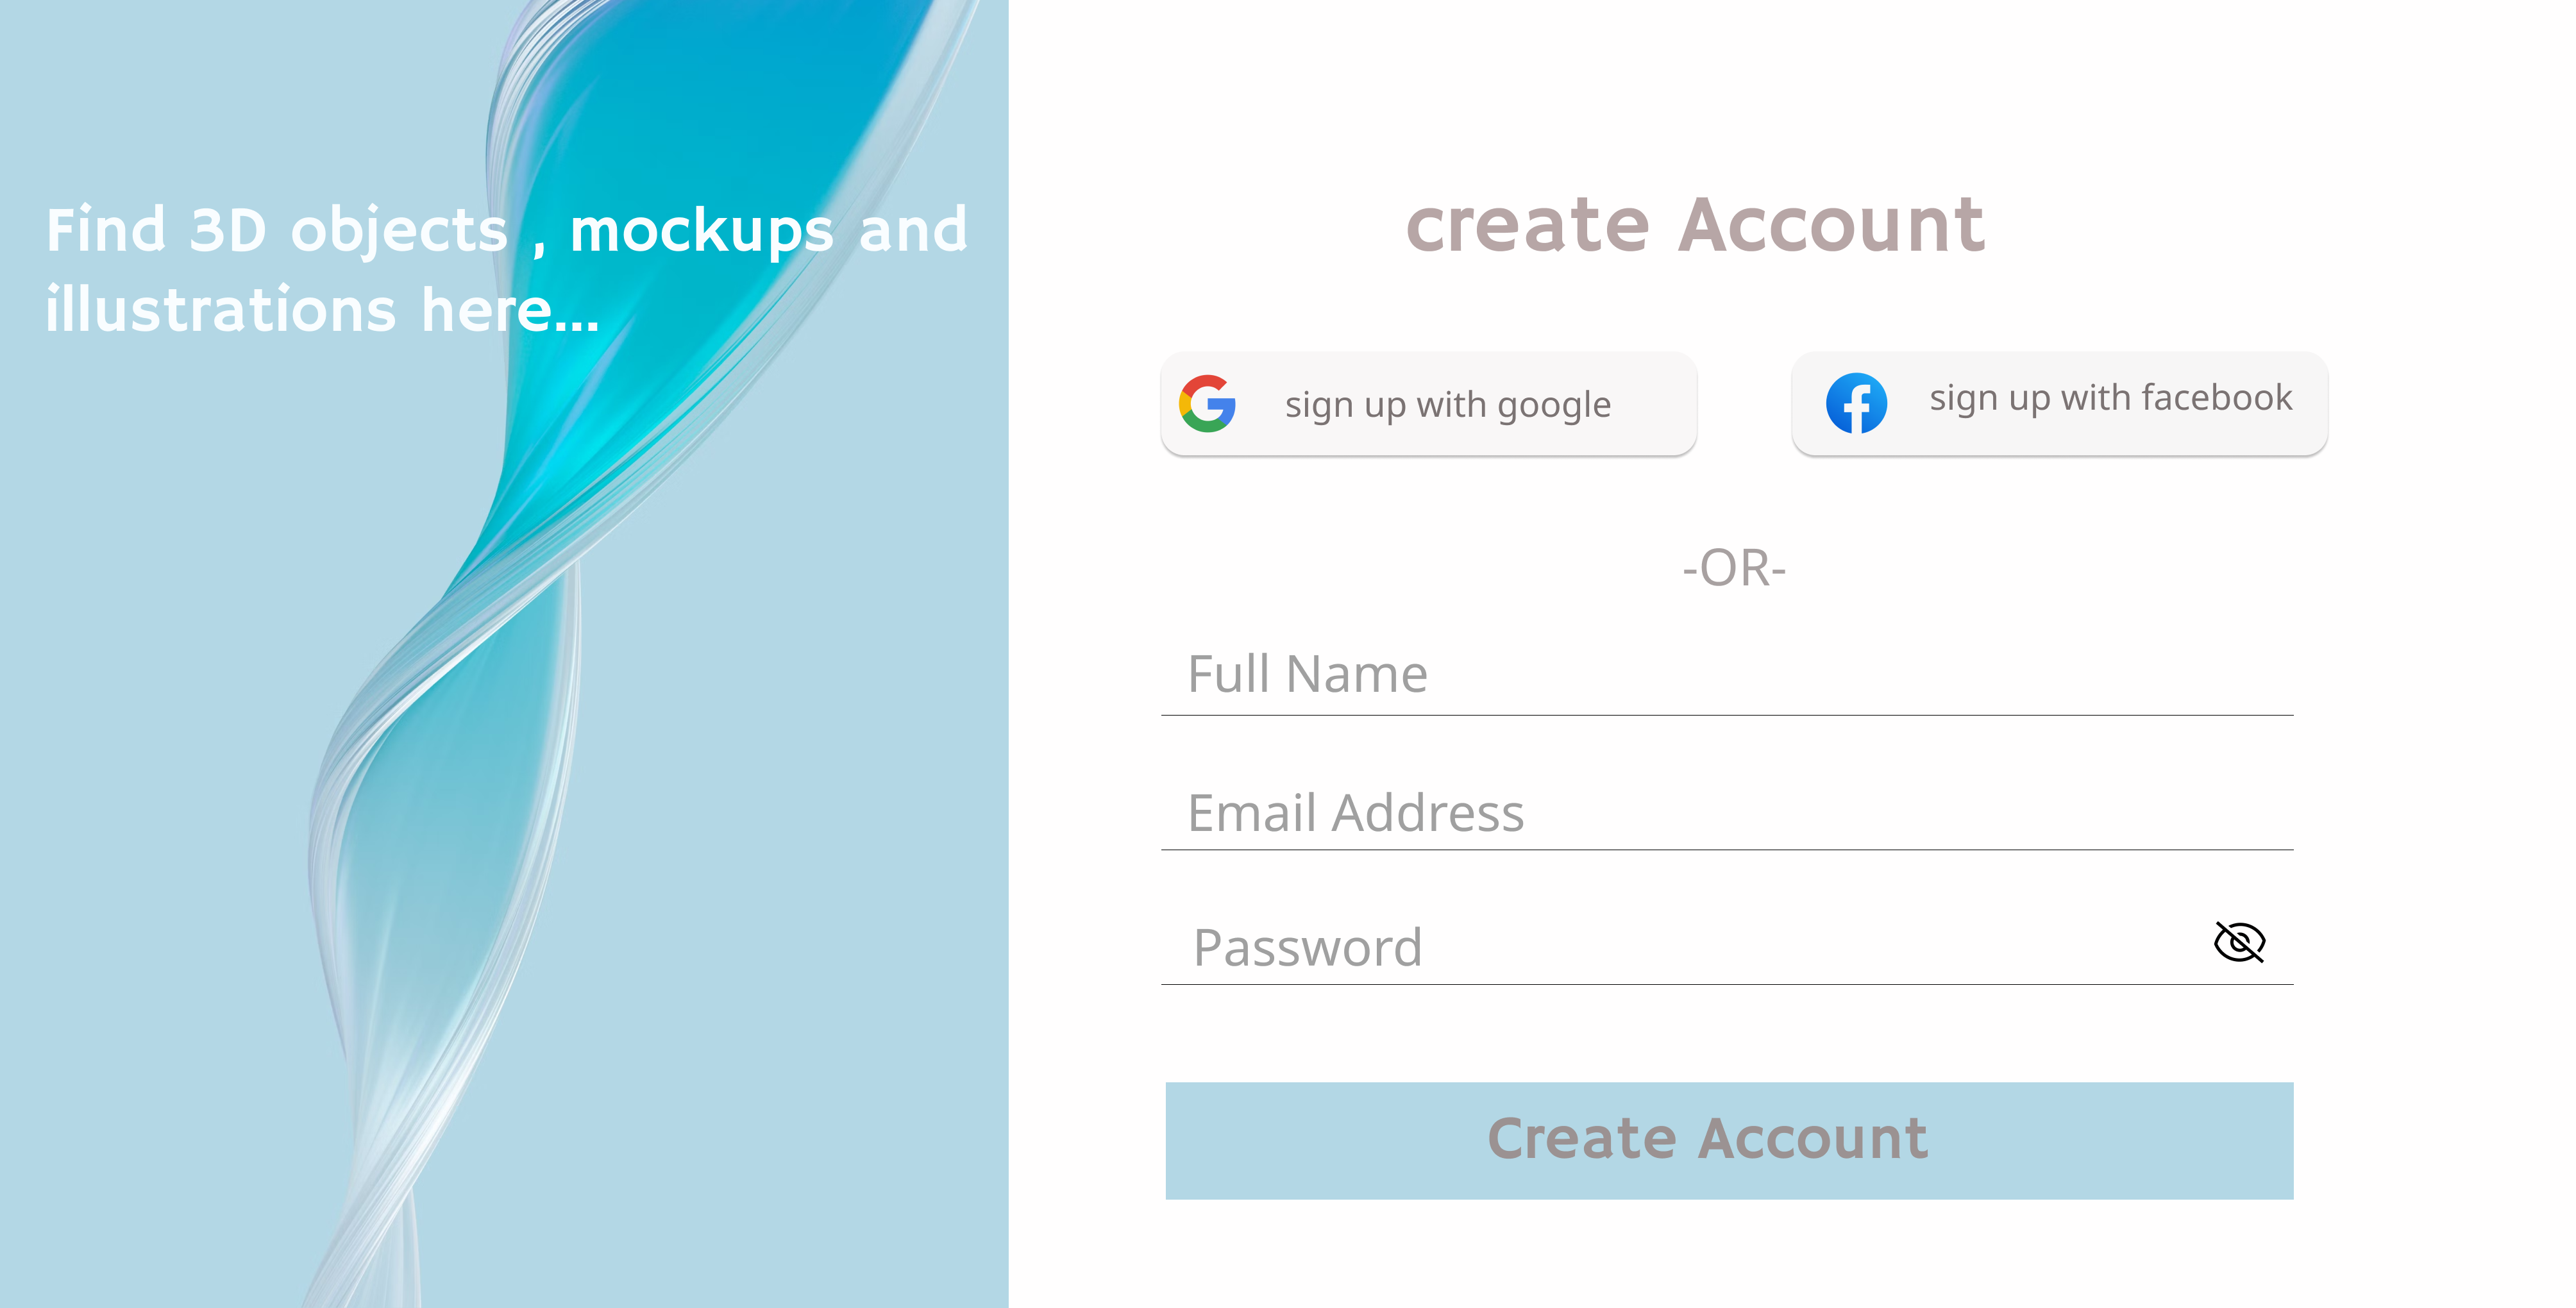 Find 3D objects , mockups and
illustrations here...
create Account
sign up with google
sign up with facebook
-OR-
Full Name
Email Address
Password
Create Account